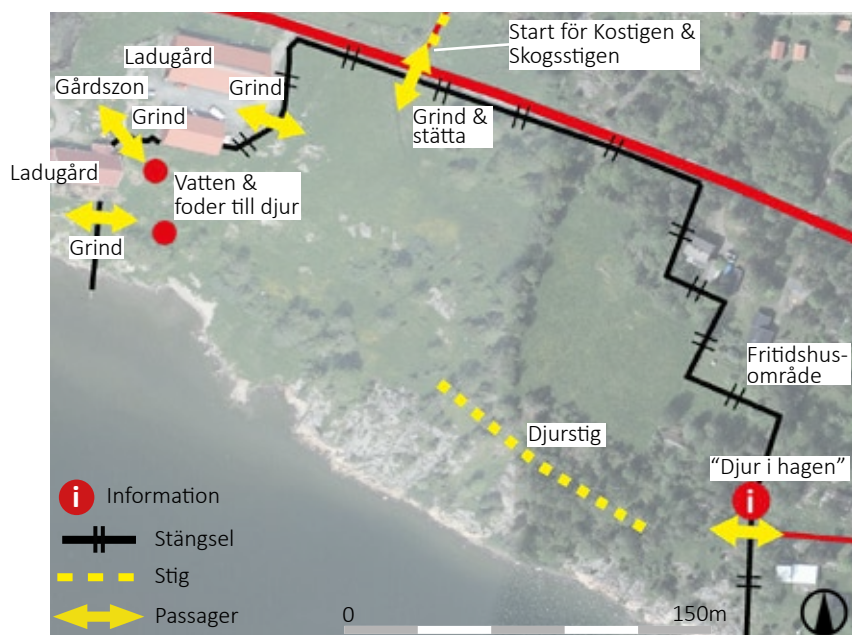 Start för Kostigen &
Skogsstigen
Ladugård
Gårdszon
Grind
Grind
Grind &
stätta
Ladugård
Vatten &
foder till djur
Grind
Fritidshus-
område
Djurstig
“Djur i hagen”
i
i Information
Stängsel
Stig
Passager
0 150m